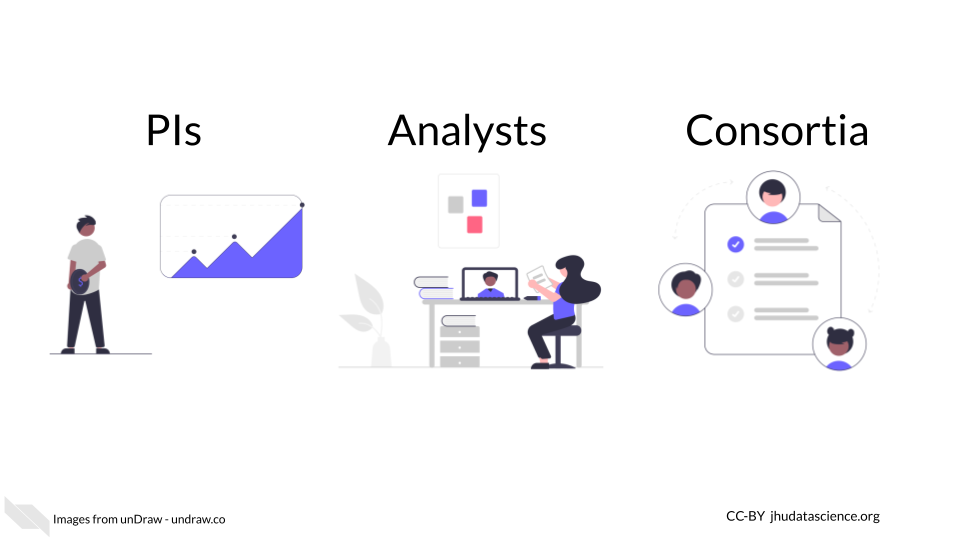 PIs
Analysts
Consortia
Images from unDraw - undraw.co
CC-BY jhudatascience.org